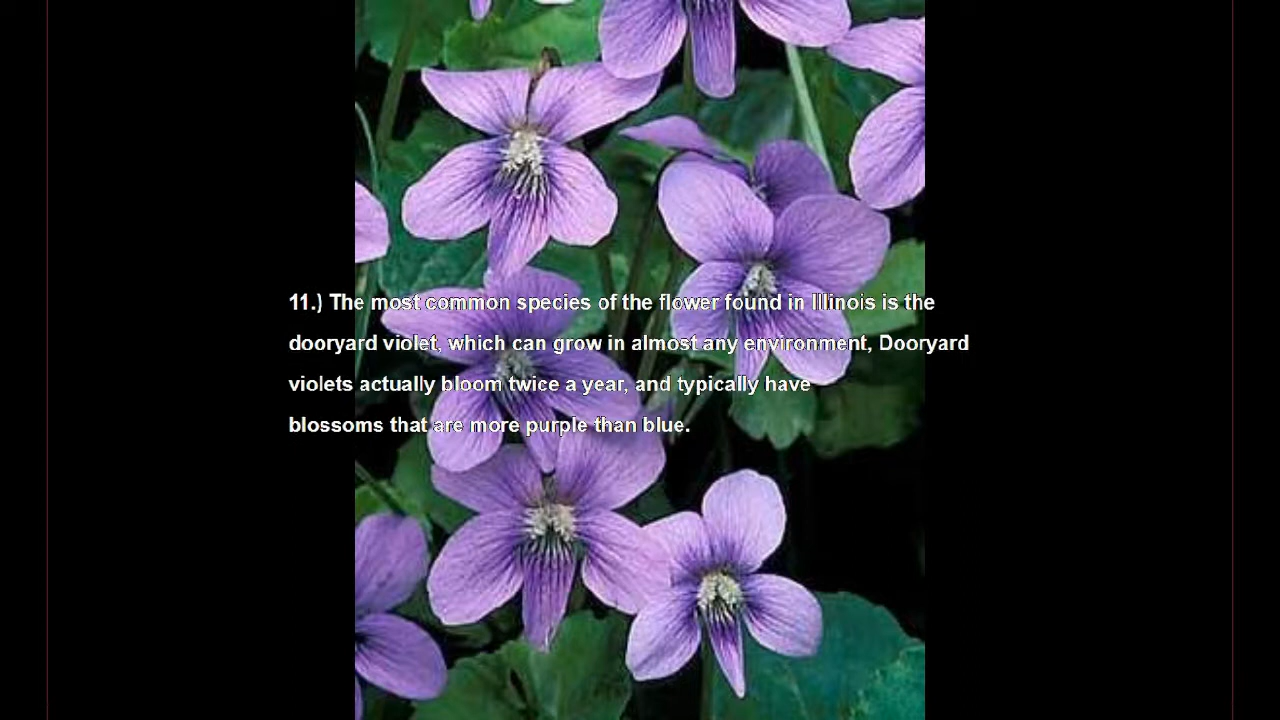 11.) The most common species of the flower found in Illinois is the
dooryard violet, which can grow in almost any environment, Dooryard
violets actually bloom twice a year, and typically have
blossoms that are more purple than blue.